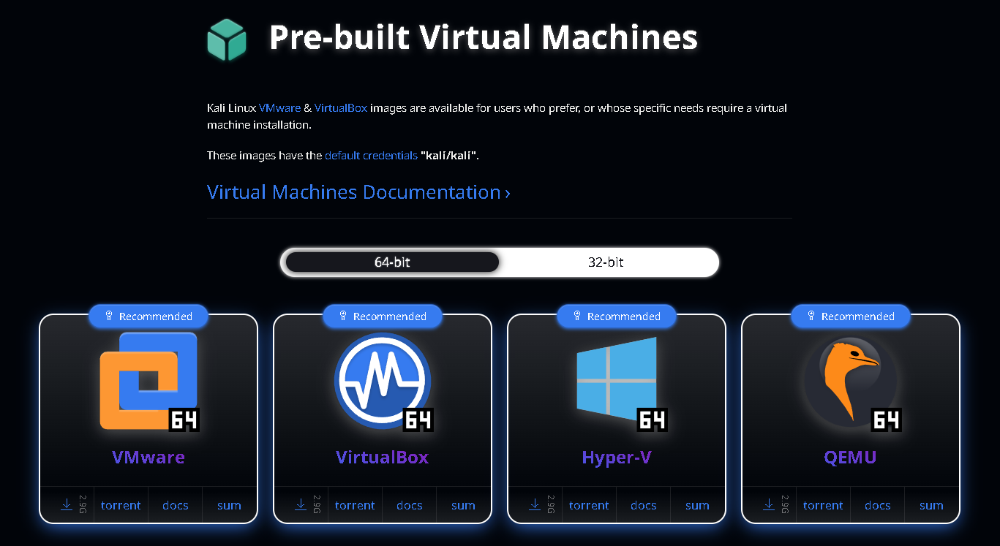 Pre-built Virtual Machines
Kali Linux VMware & VirtualBox images are available for users who prefer, or whose specific needs require a virtual
machine installation.
These images have the default credentials "kali/kali".
Virtual Machines Documentation ›
64-bit 32-bit
Recommended Recommended Recommended Recommended
64 64 64 64
VMware VirtualBox Hyper-V QEMU
2.9G torrent docs sum 2.9G torrent docs sum 2.9G torrent docs sum 2.9G torrent docs sum